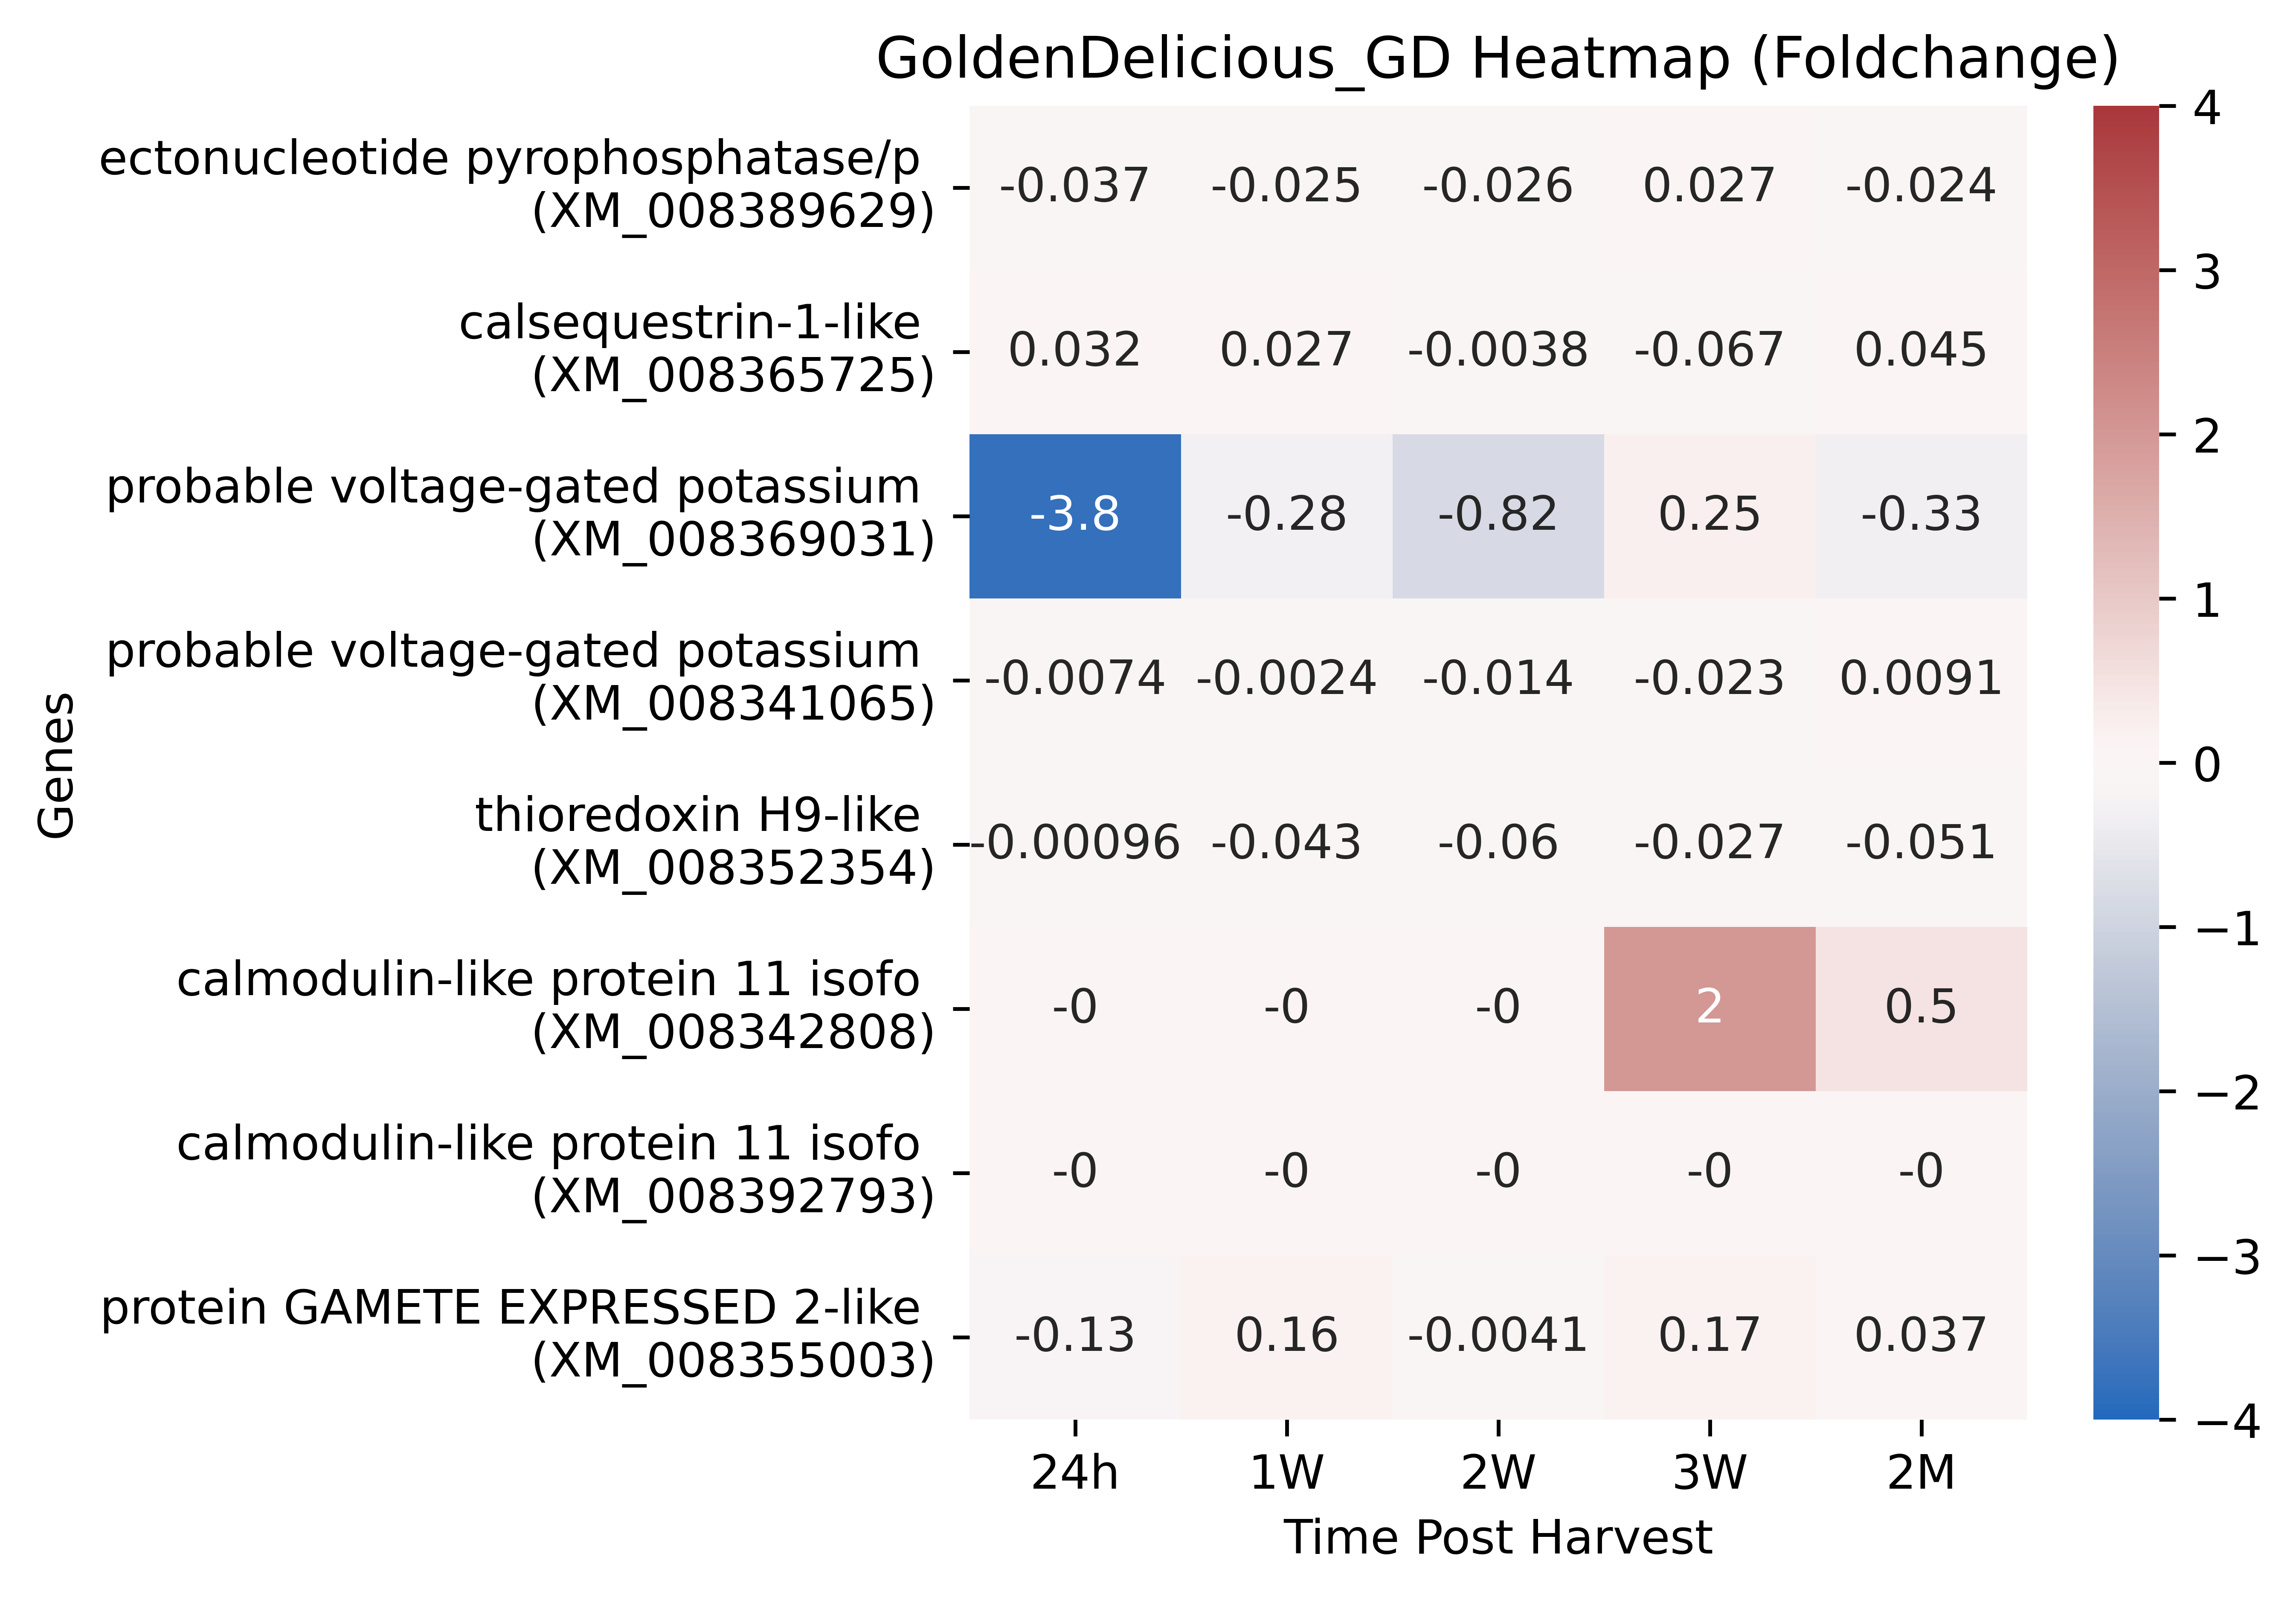 GoldenDelicious_GD Heatmap (Foldchange)
ectonucleotide pyrophosphatase/p
(XM_008389629)
-0.037 -0.025 -0.026 0.027 -0.024
calsequestrin-1-like
(XM_008365725)
0.032 0.027 -0.0038 -0.067 0.045
probable voltage-gated potassium
(XM_008369031)
-3.8 -0.28 -0.82 0.25 -0.33
probable voltage-gated potassium
(XM_008341065)
-0.0074 -0.0024 -0.014 -0.023 0.0091
thioredoxin H9-like
(XM_008352354)
-0.00096 -0.043 -0.06 -0.027 -0.051
calmodulin-like protein 11 isofo
(XM_008342808)
-0 -0 -0 2 0.5
calmodulin-like protein 11 isofo
(XM_008392793)
-0 -0 -0 -0 -0
protein GAMETE EXPRESSED 2-like
(XM_008355003)
-0.13 0.16 -0.0041 0.17 0.037
Genes
24h 1W 2W 3W 2M
Time Post Harvest
4
3
2
1
0
−1
−2
−3
−4